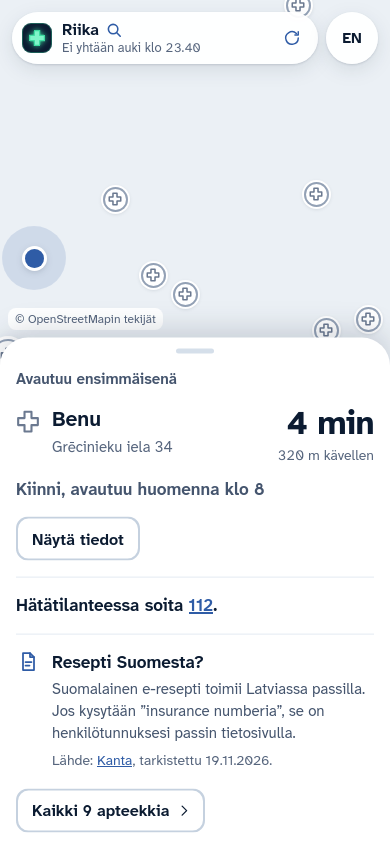 Riika
Ei yhtään auki klo 23.40
EN
© OpenStreetMapin tekijät
Avautuu ensimmäisenä
Benu
4 min
Grēcinieku iela 34
320 m kävellen
Kiinni, avautuu huomenna klo 8
Näytä tiedot
Hätätilanteessa soita 112.
Resepti Suomesta?
Suomalainen e-resepti toimii Latviassa passilla.
Jos kysytään ”insurance numberia”, se on
henkilötunnuksesi passin tietosivulla.
Lähde: Kanta, tarkistettu 19.11.2026.
Kaikki 9 apteekkia